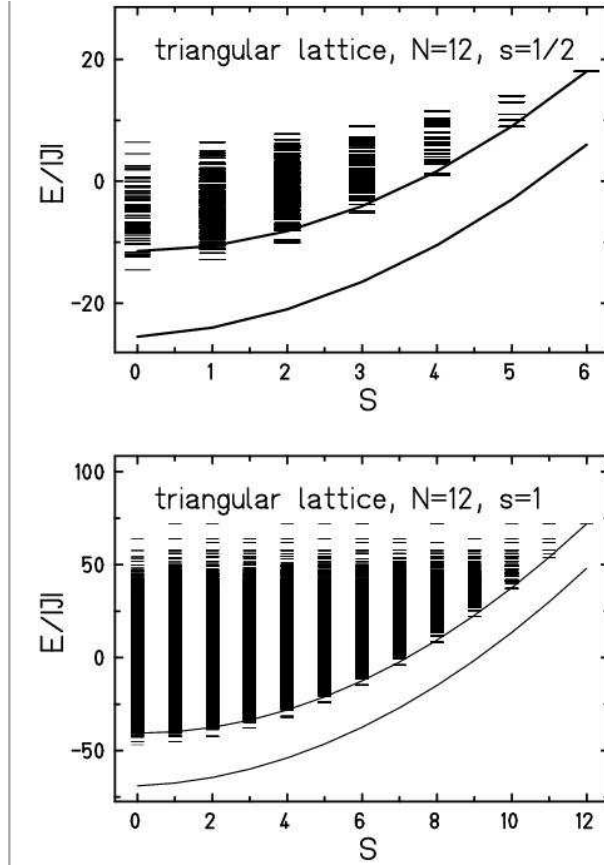 triangular lattice, N=12, s=1/2
20
0
-20
E/|J|
0 1 2 3 4 5 6
S
triangular lattice, N=12, s=1
100
50
0
-50
E/|J|
0 2 4 6 8 10 12
S